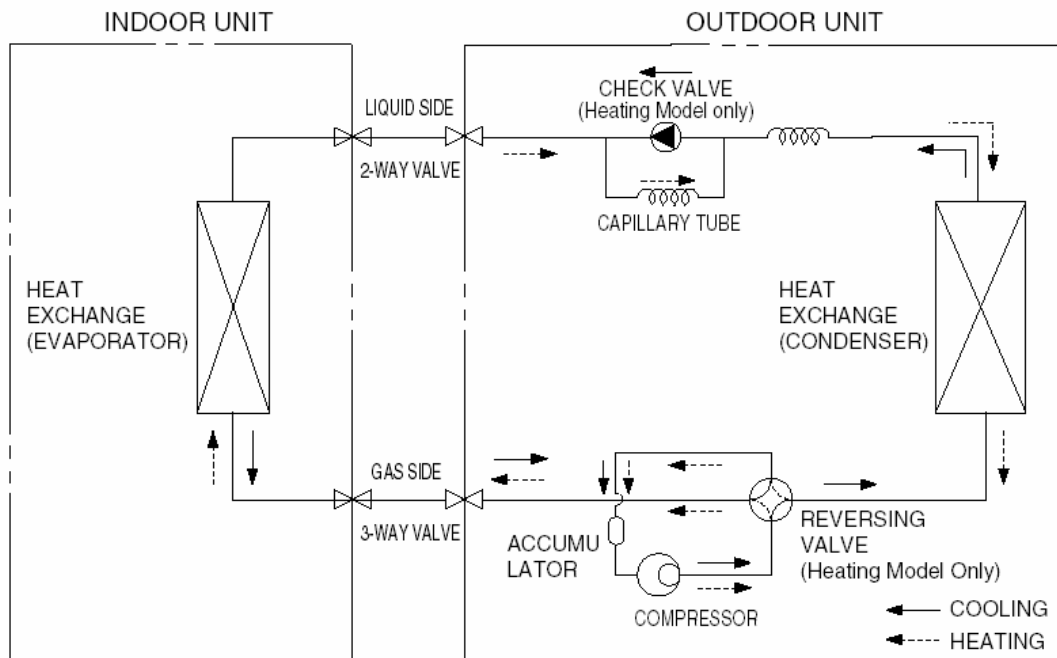 INDOOR UNIT
OUTDOOR UNIT
LIQUID SIDE
2-WAY VALVE
CHECK VALVE
(Heating Model only)
CAPILLARY TUBE
HEAT
EXCHANGE
(EVAPORATOR)
HEAT
EXCHANGE
(CONDENSER)
GAS SIDE
3-WAY VALVE
ACCUMU
LATOR
COMPRESSOR
REVERSING
VALVE
(Heating Model Only)
COOLING
HEATING